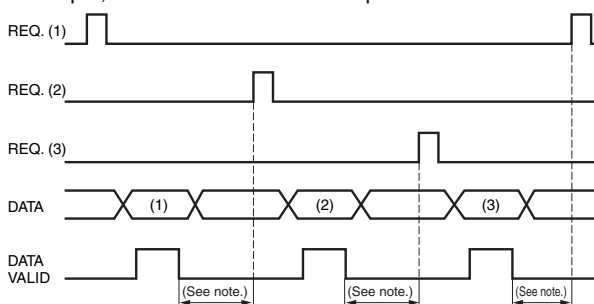 REQ. (1)
REQ. (2)
REQ. (3)
DATA (1) (2) (3)
DATA
VALID
(See note.) (See note.) (See note.)